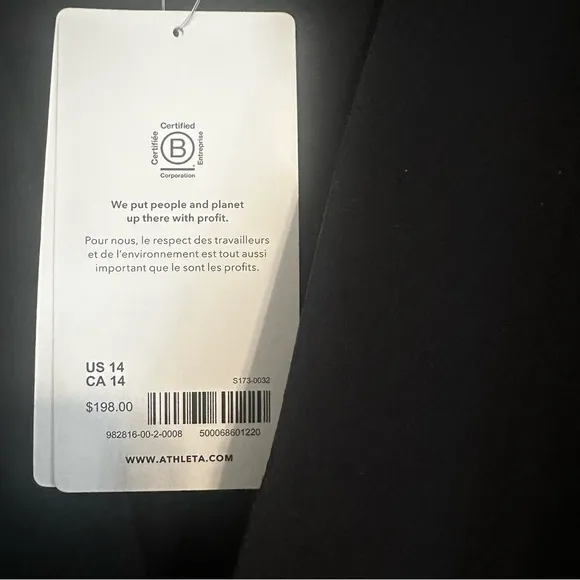 Certified
Certifiée
B
Entreprise
Corporation
We put people and planet
up there with profit.
Pour nous, le respect des travailleurs
et de l'environnement est tout aussi
important que le sont les profits.
US 14
CA 14
S173-0032
$198.00
982816-00-2-0008 500068601220
WWW.ATHLETA.COM